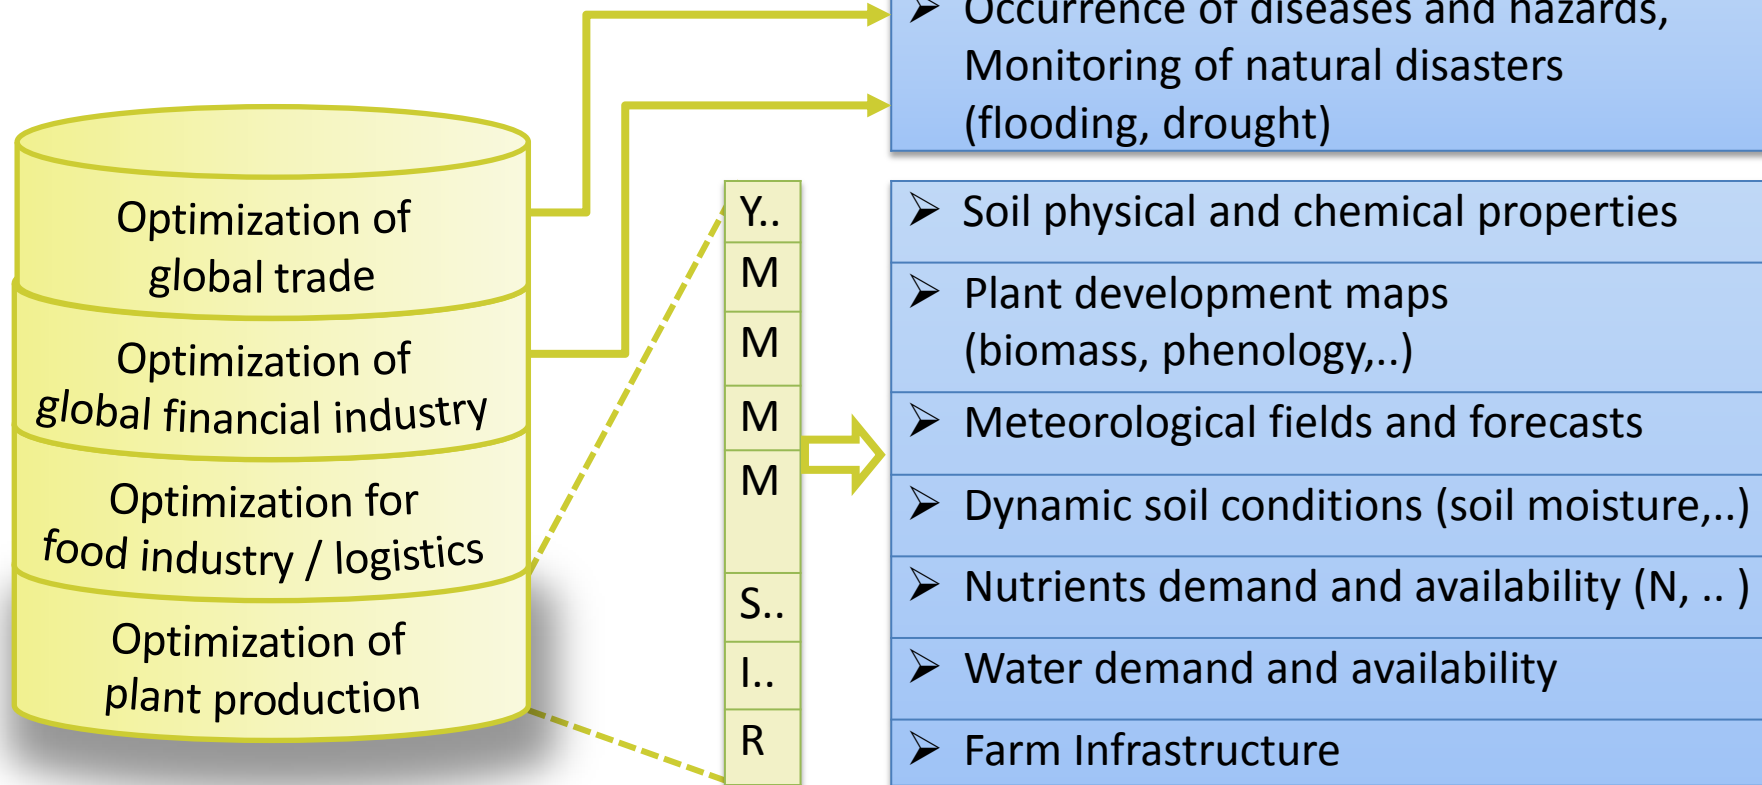 ➢ Occurrence of diseases and hazards,
Monitoring of natural disasters
(flooding, drought)
Optimization of
global trade
Optimization of
global financial industry
Optimization for
food industry / logistics
Optimization of
plant production
Y..
M
M
M
M
S..
I..
R
➢ Soil physical and chemical properties
➢ Plant development maps
(biomass, phenology,..)
➢ Meteorological fields and forecasts
➢ Dynamic soil conditions (soil moisture,..)
➢ Nutrients demand and availability (N, .. )
➢ Water demand and availability
➢ Farm Infrastructure